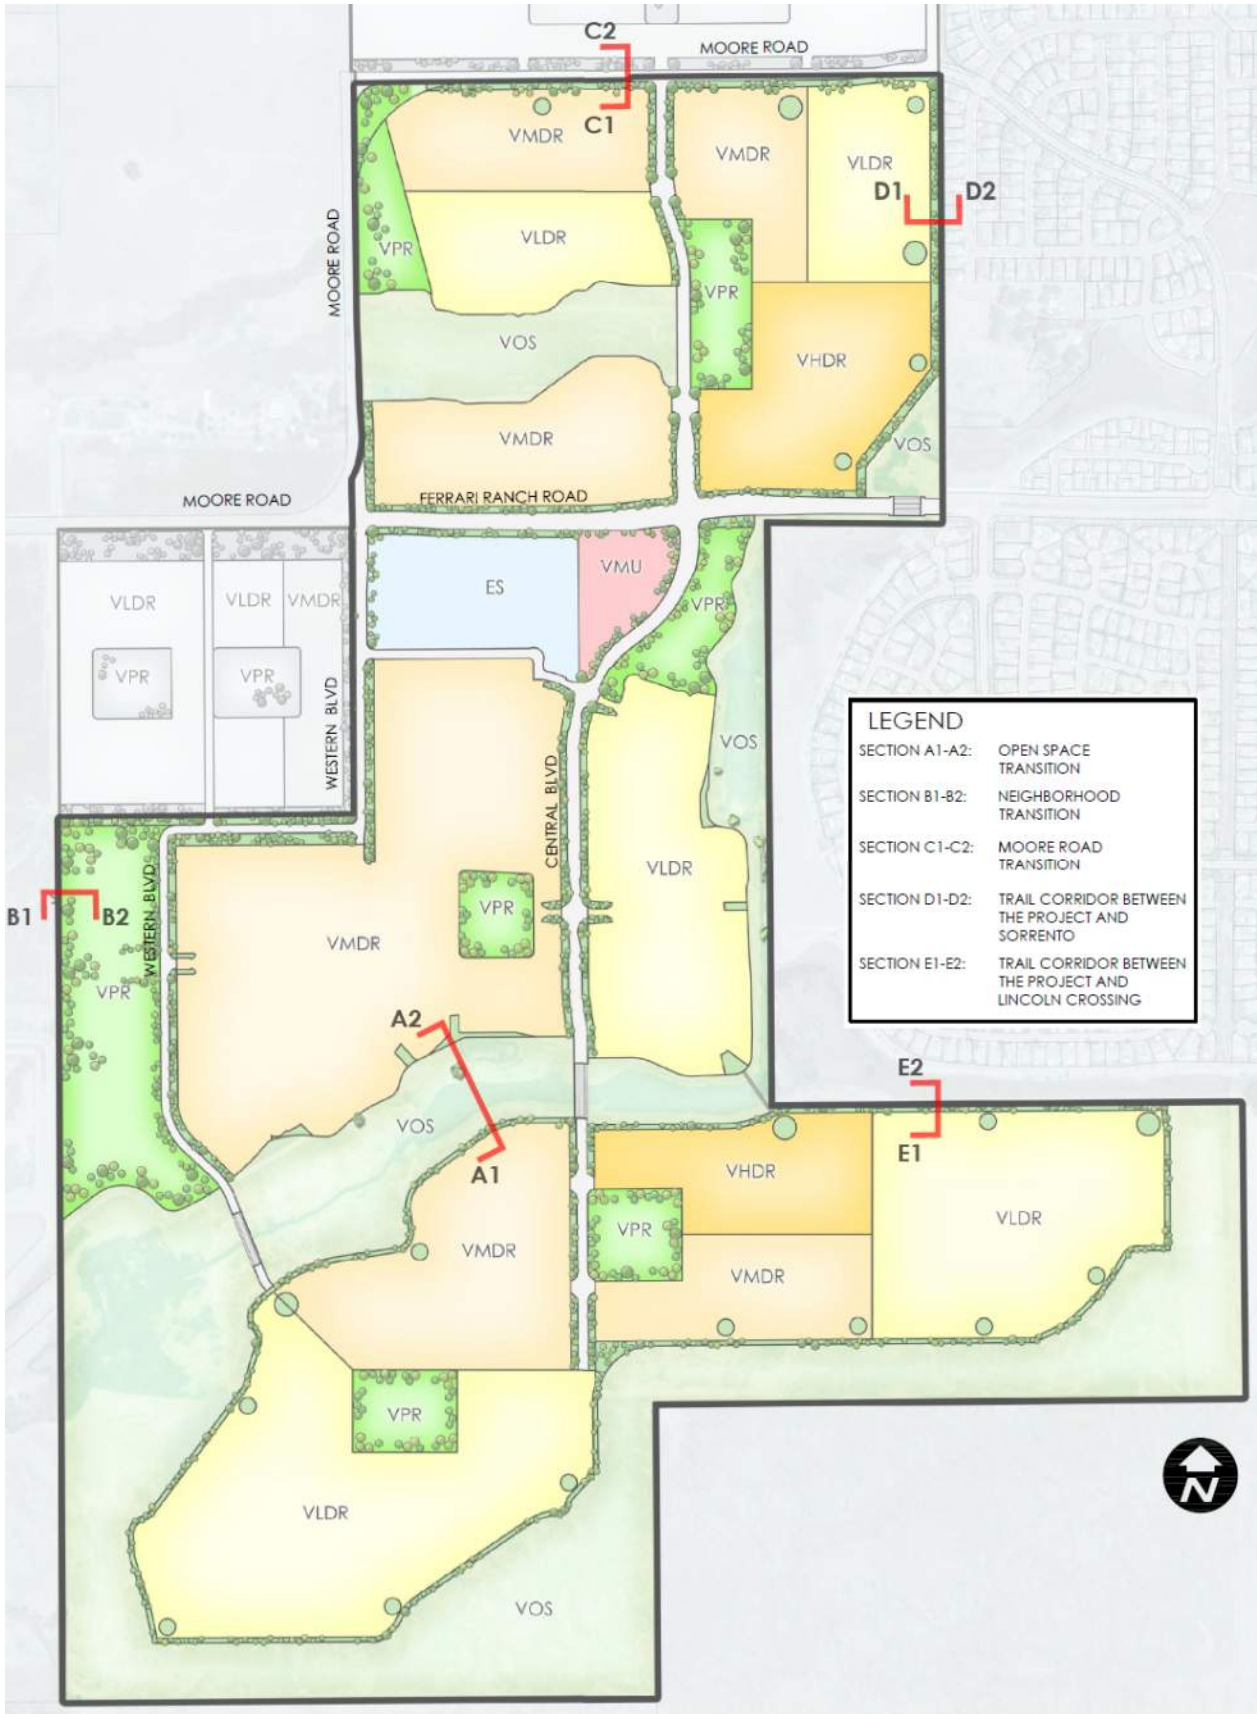 C2
MOORE ROAD
C1
VMDR
VMDR
VLDR
D1
D2
MOORE ROAD
VPR
VLDR
VPR
VOS
VHDR
VMDR
VOS
MOORE ROAD
FERRARI RANCH ROAD
ES
VMU
VPR
VLDR
VLDR
VMDR
VPR
VPR
WESTERN BLVD
VOS
LEGEND
SECTION A1-A2:
OPEN SPACE
TRANSITION
SECTION B1-B2:
NEIGHBORHOOD
TRANSITION
SECTION C1-C2:
MOORE ROAD
TRANSITION
SECTION D1-D2:
TRAIL CORRIDOR BETWEEN
THE PROJECT AND
SORRENTO
SECTION E1-E2:
TRAIL CORRIDOR BETWEEN
THE PROJECT AND
LINCOLN CROSSING
CENTRAL BLVD
VLDR
B1
B2
WESTERN BLVD
VPR
VMDR
VPR
A2
E2
VOS
A1
E1
VHDR
VLDR
VPR
VMDR
VMDR
VPR
VLDR
N
VOS